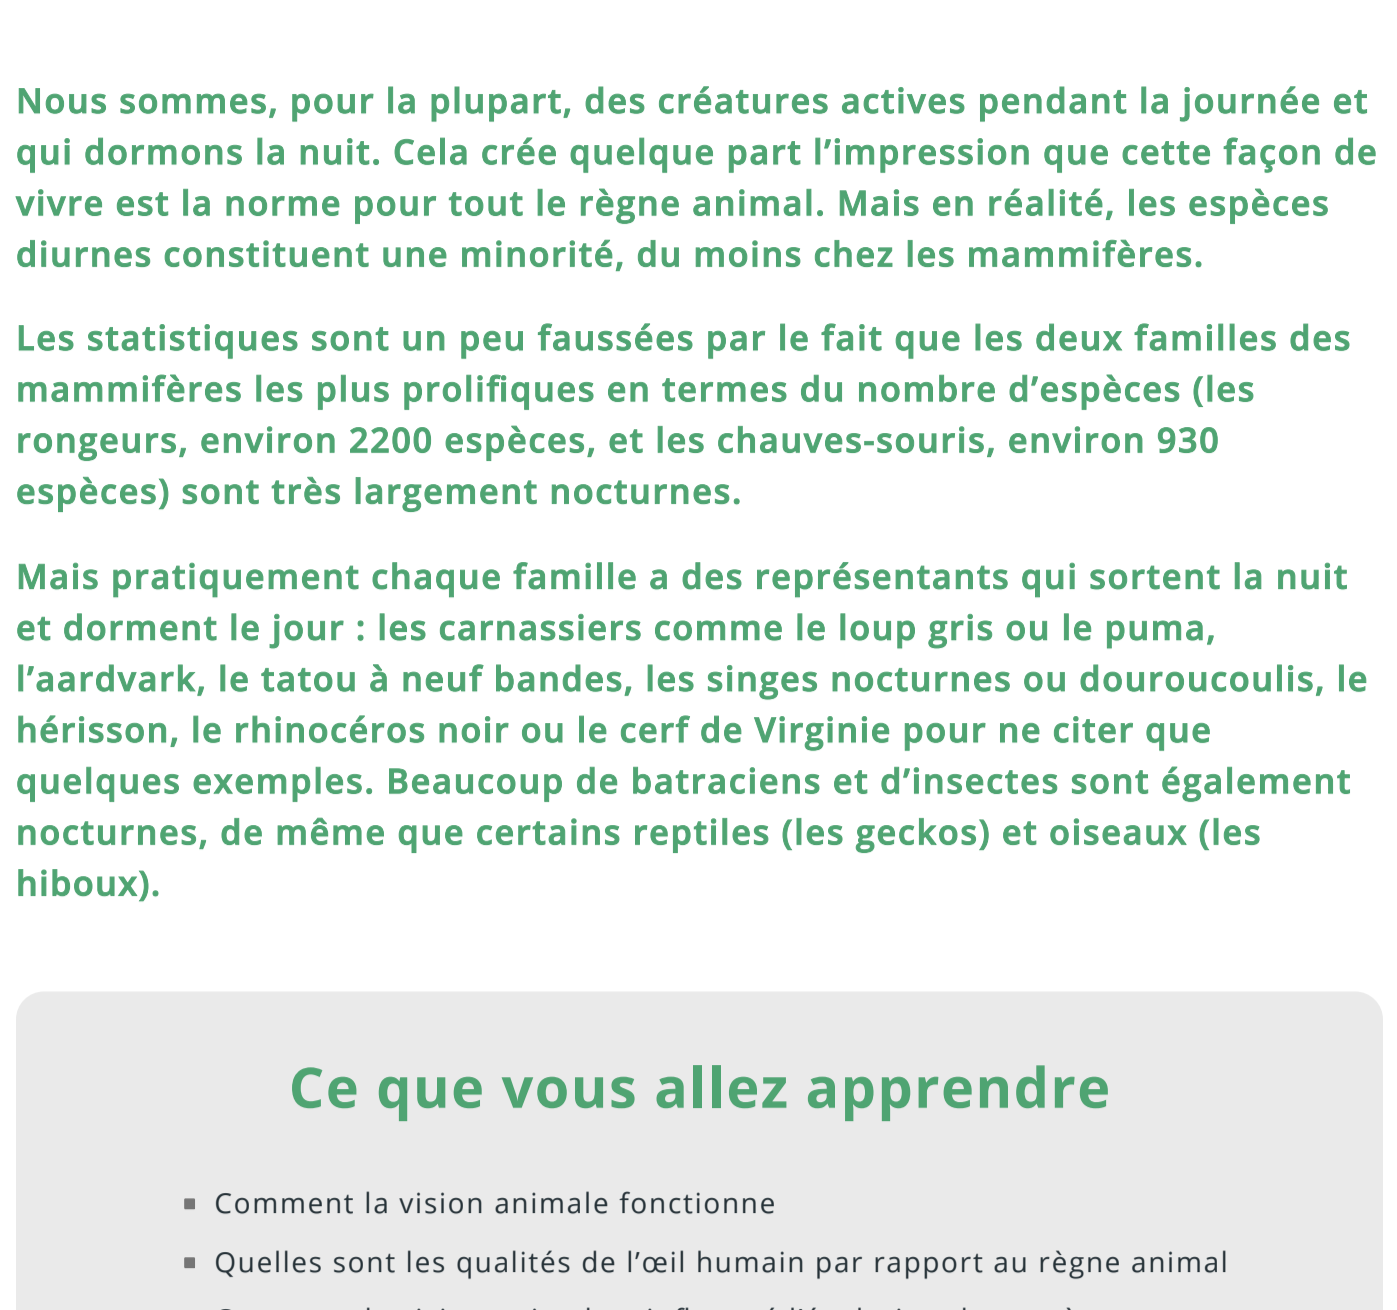 Nous sommes, pour la plupart, des créatures actives pendant la journée et
qui dormons la nuit. Cela crée quelque part l’impression que cette façon de
vivre est la norme pour tout le règne animal. Mais en réalité, les espèces
diurnes constituent une minorité, du moins chez les mammifères.
Les statistiques sont un peu faussées par le fait que les deux familles des
mammifères les plus prolifiques en termes du nombre d’espèces (les
rongeurs, environ 2200 espèces, et les chauves-souris, environ 930
espèces) sont très largement nocturnes.
Mais pratiquement chaque famille a des représentants qui sortent la nuit
et dorment le jour : les carnassiers comme le loup gris ou le puma,
l’aardvark, le tatou à neuf bandes, les singes nocturnes ou douroucoulis, le
hérisson, le rhinocéros noir ou le cerf de Virginie pour ne citer que
quelques exemples. Beaucoup de batraciens et d’insectes sont également
nocturnes, de même que certains reptiles (les geckos) et oiseaux (les
hiboux).
Ce que vous allez apprendre
▪ Comment la vision animale fonctionne
▪ Quelles sont les qualités de l’œil humain par rapport au règne animal